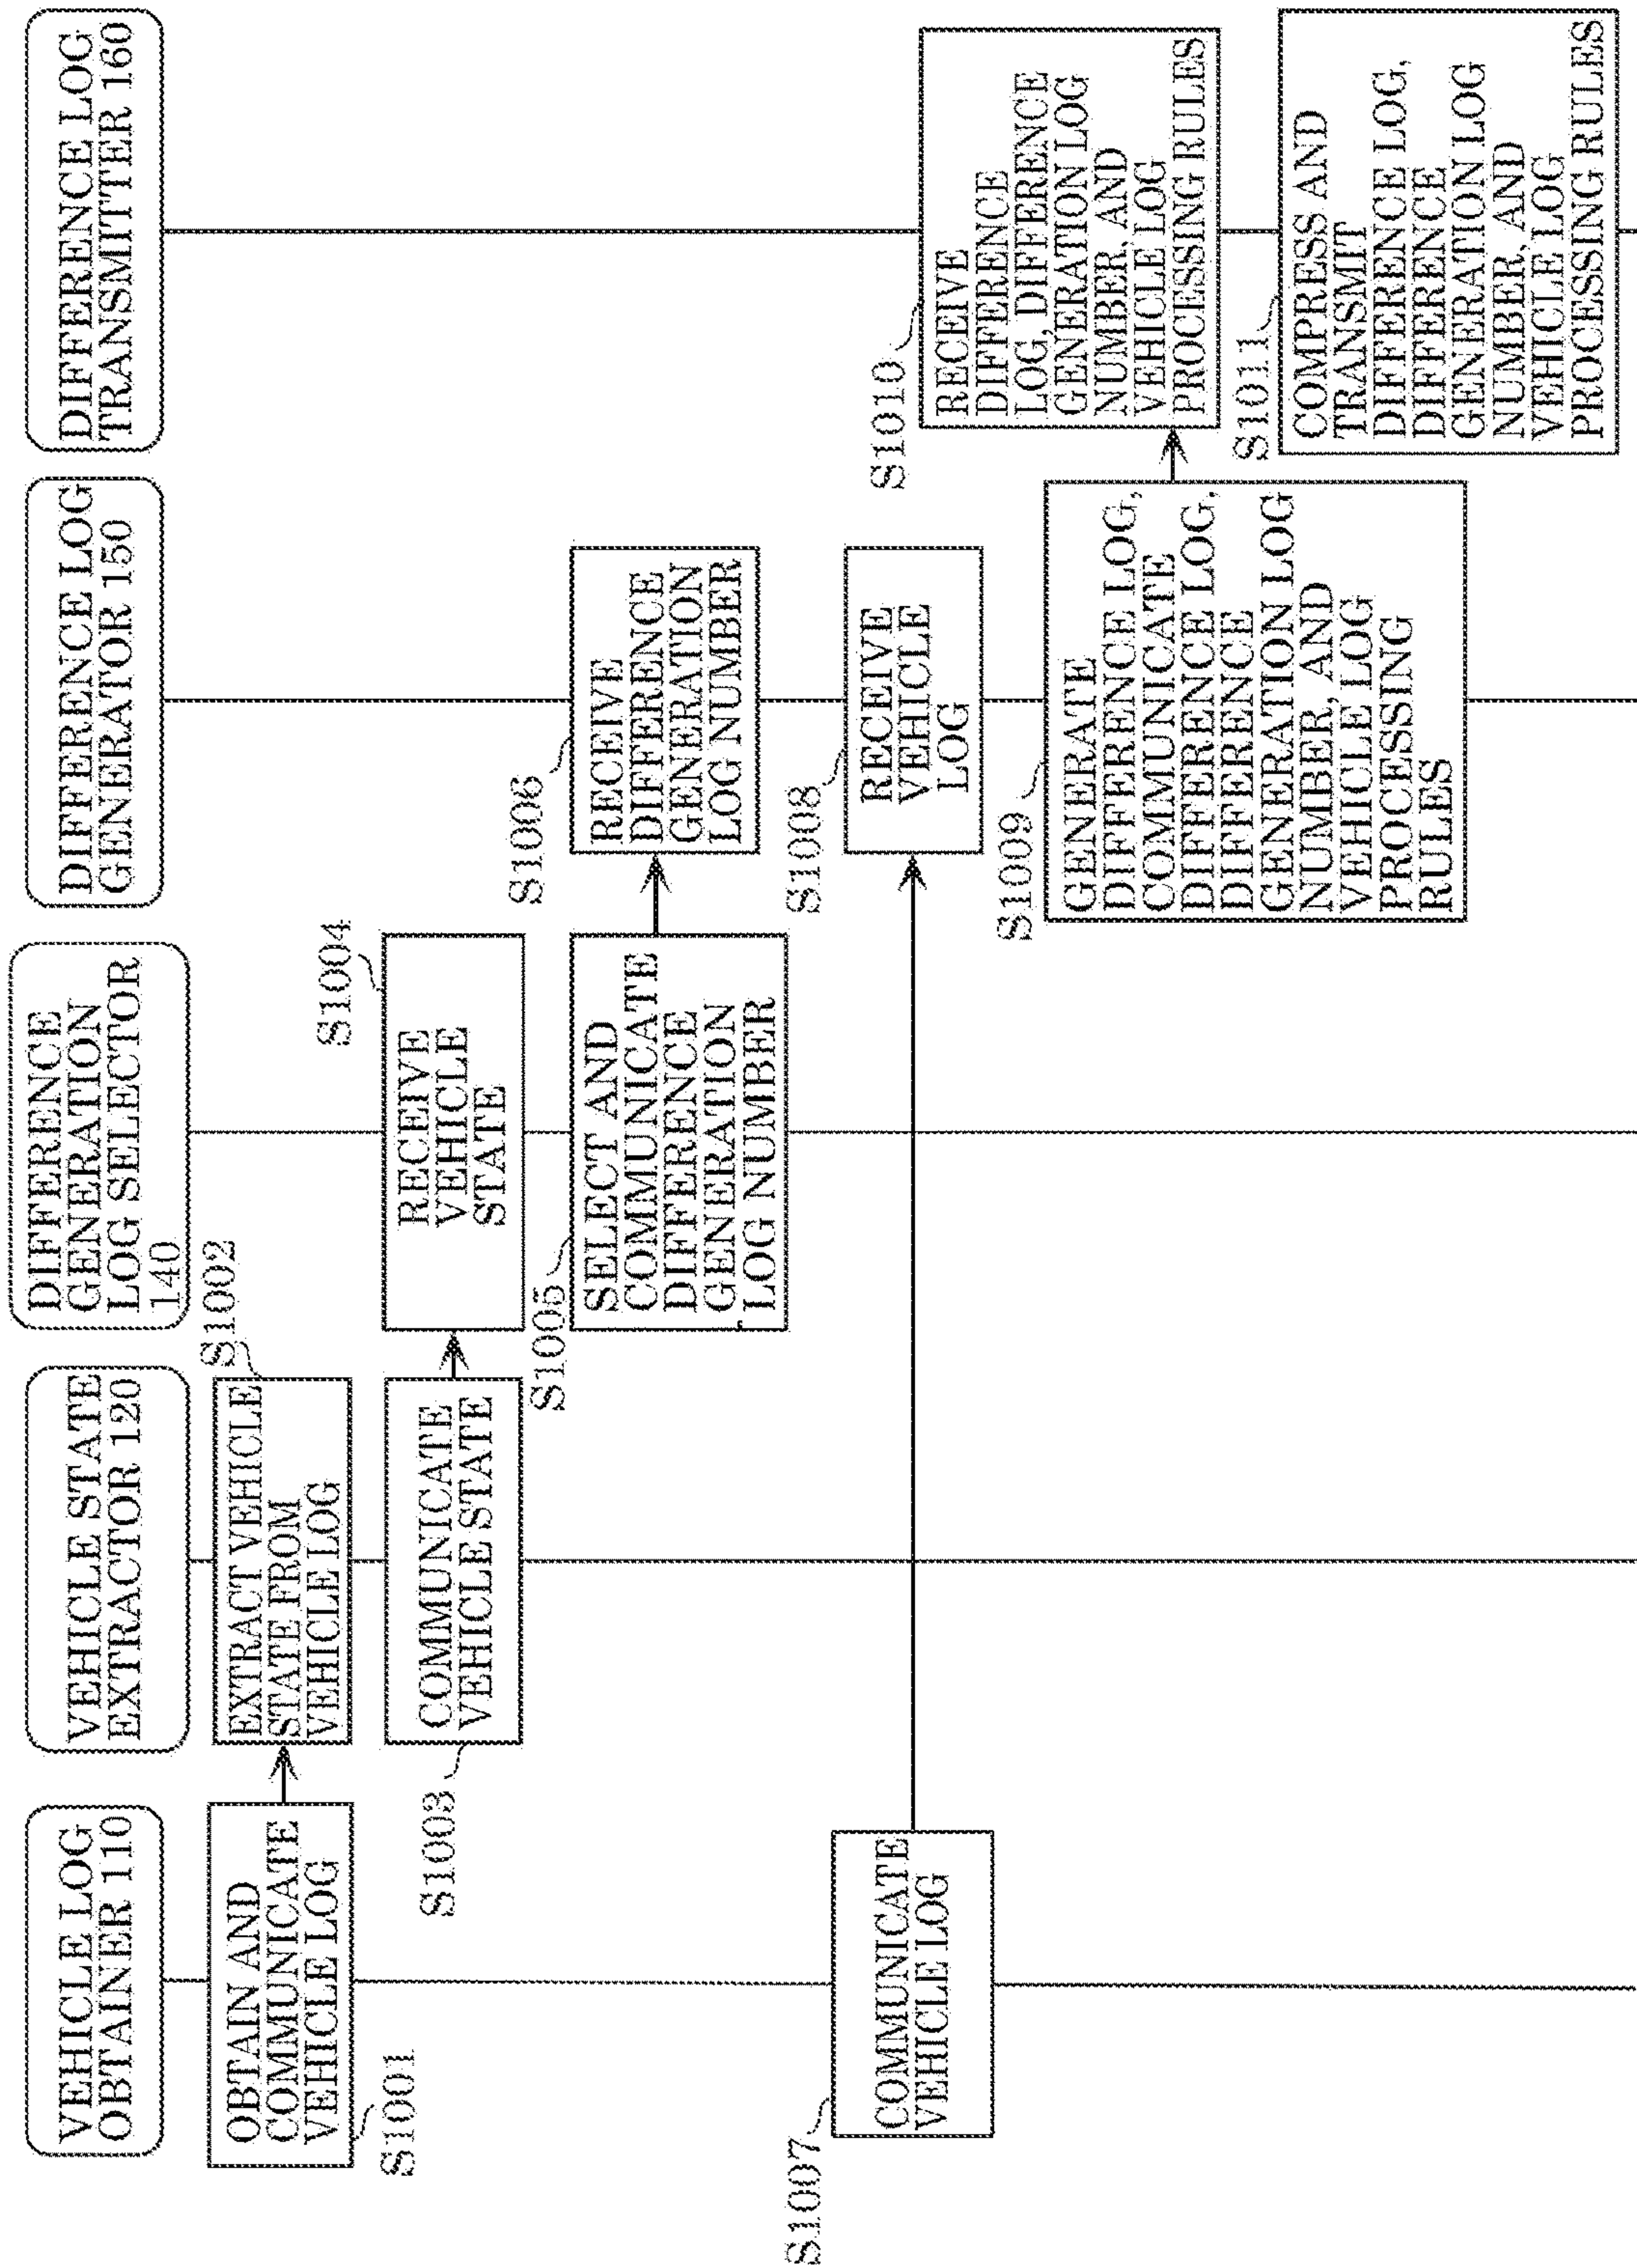 VEHICLE LOG
OBTAINER 110
VEHICLE STATE
EXTRACTOR 120
DIFFERENCE
GENERATION
LOG SELECTOR
140
DIFFERENCE LOG
GENERATOR 150
DIFFERENCE LOG
TRANSMITTER 160
OBTAIN AND
COMMUNICATE
VEHICLE LOG
S1001
S1002
EXTRACT VEHICLE
STATE FROM
VEHICLE LOG
S1003
COMMUNICATE
VEHICLE STATE
S1004
RECEIVE
VEHICLE
STATE
S1005
SELECT AND
COMMUNICATE
DIFFERENCE
GENERATION
LOG NUMBER
S1006
RECEIVE
DIFFERENCE
GENERATION
LOG NUMBER
S1007
COMMUNICATE
VEHICLE LOG
S1008
RECEIVE
VEHICLE
LOG
S1009
GENERATE
DIFFERENCE LOG,
COMMUNICATE
DIFFERENCE LOG,
DIFFERENCE
GENERATION LOG
NUMBER, AND
VEHICLE LOG
PROCESSING
RULES
S1010
RECEIVE
DIFFERENCE
LOG, DIFFERENCE
GENERATION LOG
NUMBER, AND
VEHICLE LOG
PROCESSING RULES
S1011
COMPRESS AND
TRANSMIT
DIFFERENCE LOG,
DIFFERENCE
GENERATION LOG
NUMBER, AND
VEHICLE LOG
PROCESSING RULES